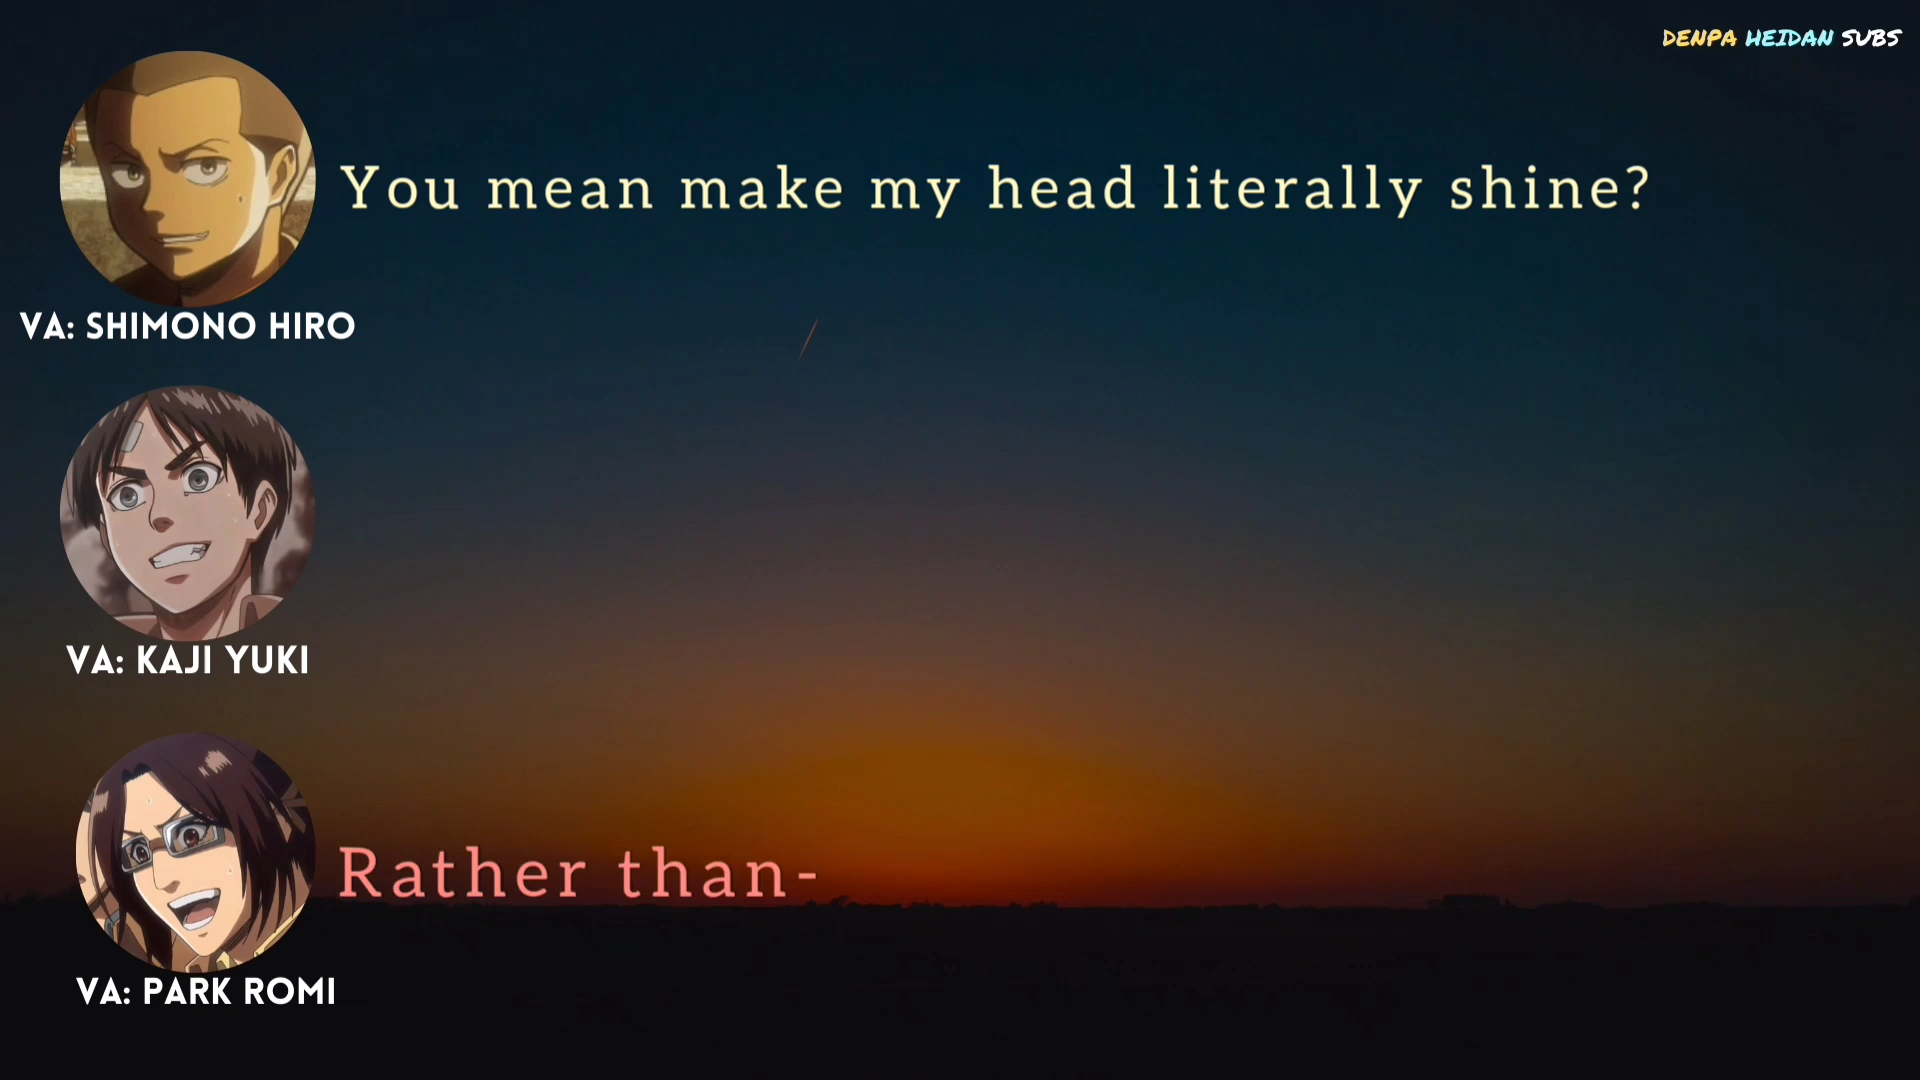 DENPA HEIDAN SUBS
You mean make my head literally shine?
VA: SHIMONO HIRO
VA: KAJI YUKI
Rather than-
VA: PARK ROMI